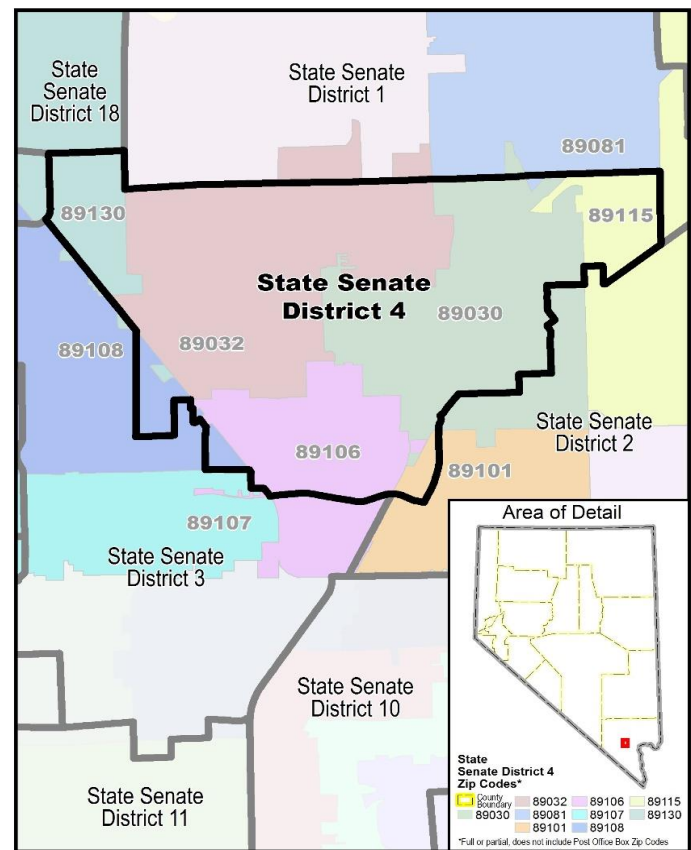 State
Senate
District 18
State Senate
District 1
89081
89130
89115
State Senate
District 4
89030
89032
89108
State Senate
District 2
89106
89101
89107
State Senate
District 3
State Senate
District 10
State Senate
District 11
Area of Detail
State
Senate District 4
Zip Codes*
County
Boundary
89032
89106
89115
89030
89081
89107
89130
89101
89108
*Full or partial, does not include Post Office Box Zip Codes